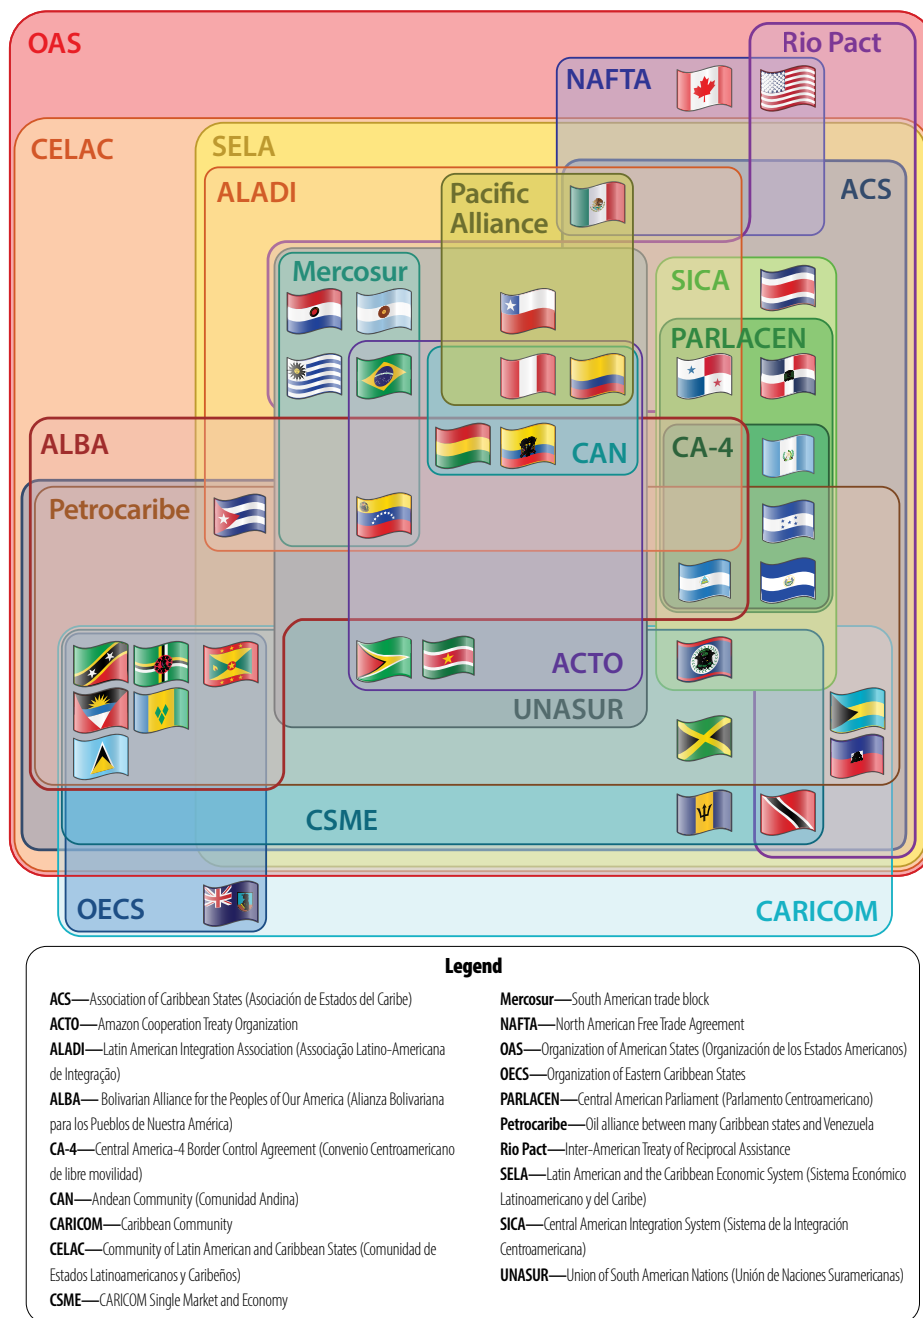 OAS
Rio Pact
NAFTA
CELAC
SELA
ALADI
Pacific
Alliance
ACS
Mercosur
SICA
PARLACEN
ALBA
CAN
CA-4
Petrocaribe
ACTO
UNASUR
CSME
OECS
CARICOM
Legend
ACS—Association of Caribbean States (Asociación de Estados del Caribe)
ACTO—Amazon Cooperation Treaty Organization
ALADI—Latin American Integration Association (Associação Latino-Americana
de Integração)
ALBA— Bolivarian Alliance for the Peoples of Our America (Alianza Bolivariana
para los Pueblos de Nuestra América)
CA-4—Central America-4 Border Control Agreement (Convenio Centroamericano
de libre movilidad)
CAN—Andean Community (Comunidad Andina)
CARICOM—Caribbean Community
CELAC—Community of Latin American and Caribbean States (Comunidad de
Estados Latinoamericanos y Caribeños)
CSME—CARICOM Single Market and Economy
Mercosur—South American trade block
NAFTA—North American Free Trade Agreement
OAS—Organization of American States (Organización de los Estados Americanos)
OECS—Organization of Eastern Caribbean States
PARLACEN—Central American Parliament (Parlamento Centroamericano)
Petrocaribe—Oil alliance between many Caribbean states and Venezuela
Rio Pact—Inter-American Treaty of Reciprocal Assistance
SELA—Latin American and the Caribbean Economic System (Sistema Económico
Latinoamericano y del Caribe)
SICA—Central American Integration System (Sistema de la Integración
Centroamericana)
UNASUR—Union of South American Nations (Unión de Naciones Suramericanas)